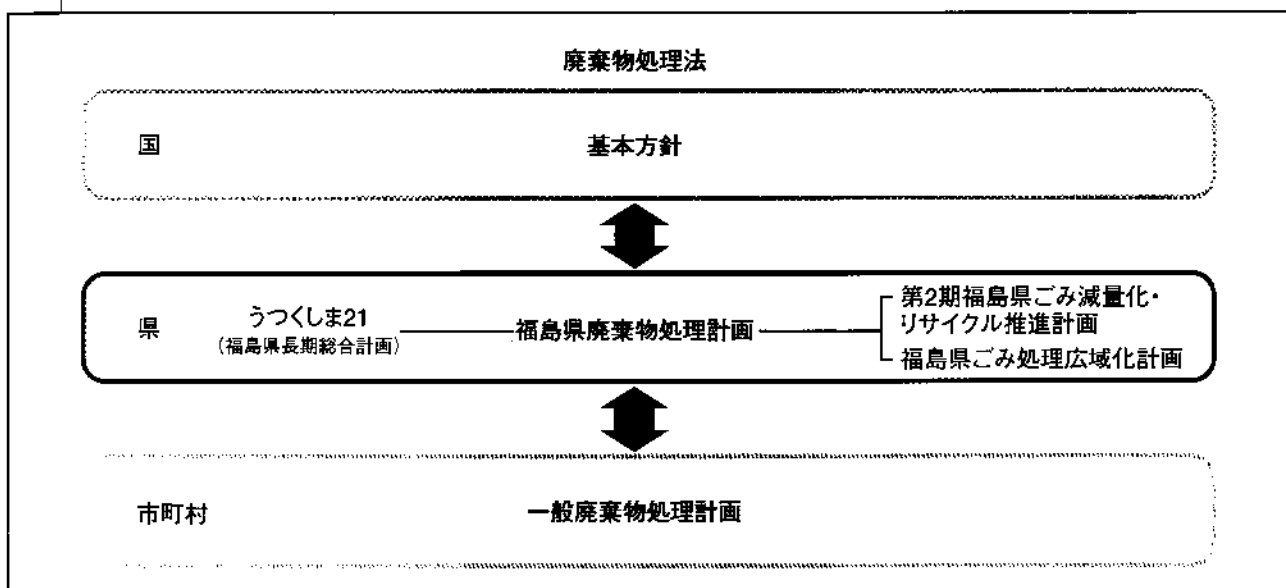 廃棄物処理法
国
基本方針
県
うつくしま21
(福島県長期総合計画)
福島県廃棄物処理計画
第2期福島県ごみ減量化・
リサイクル推進計画
福島県ごみ処理広域化計画
市町村
一般廃棄物処理計画